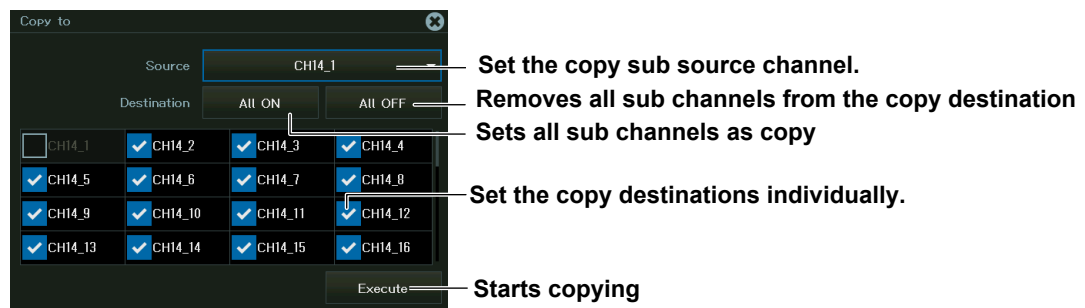 Copy to
Source CH14_1 Set the copy sub source channel.
Destination All ON All OFF Removes all sub channels from the copy destination
Sets all sub channels as copy
CH14_1 CH14_2 CH14_3 CH14_4
CH14_5 CH14_6 CH14_7 CH14_8
Set the copy destinations individually.
CH14_9 CH14_10 CH14_11 CH14_12
CH14_13 CH14_14 CH14_15 CH14_16
Execute Starts copying